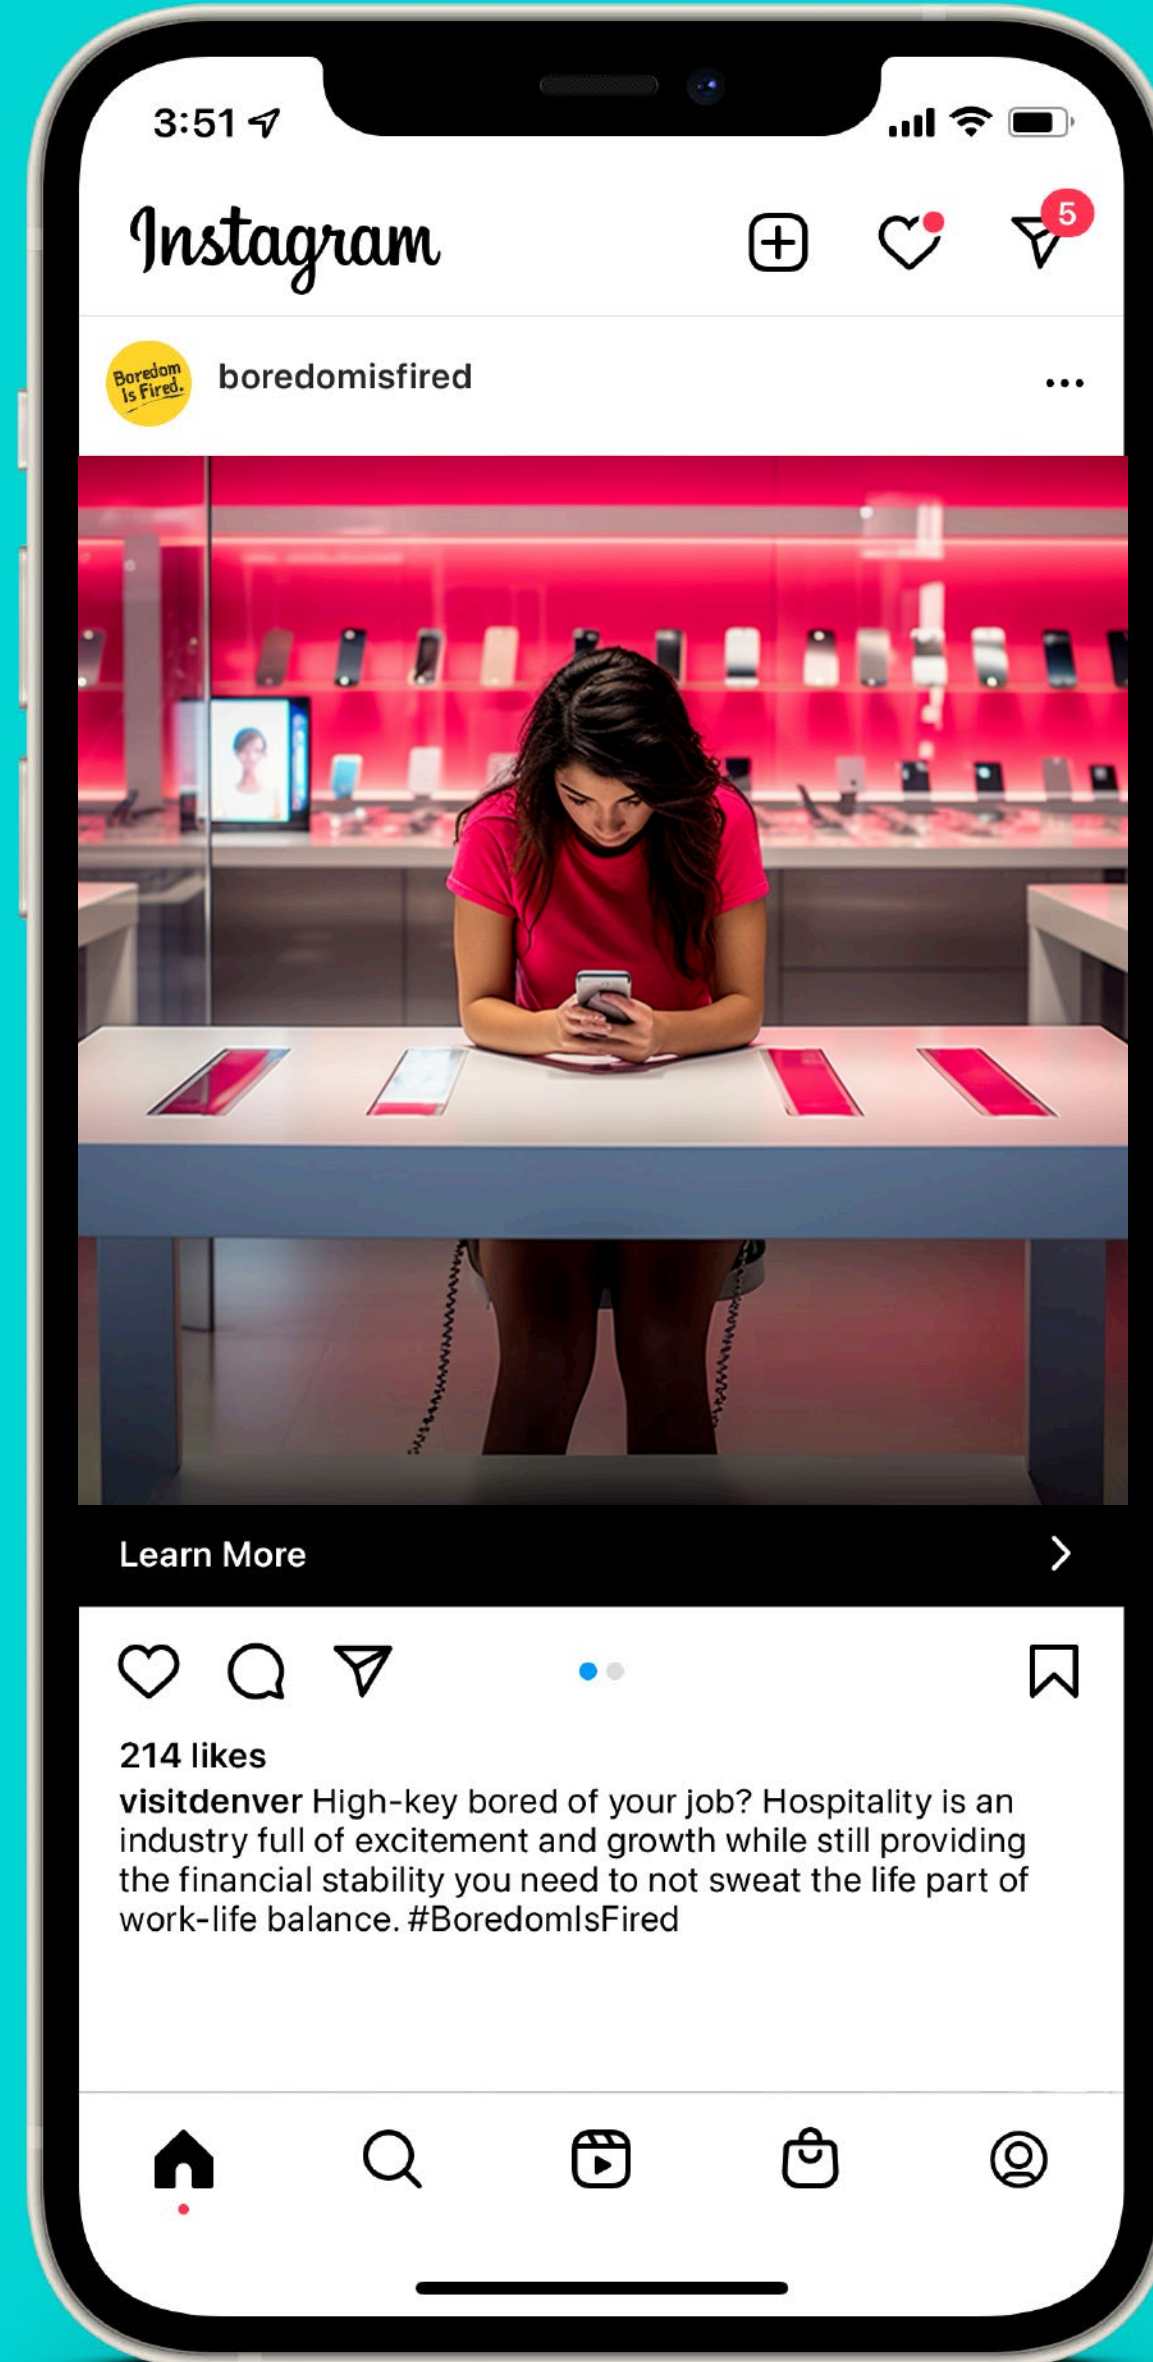 3:51
Instagram
5
Boredom
Is Fired.
boredomisfired
Learn More
214 likes
visitdenver High-key bored of your job? Hospitality is an
industry full of excitement and growth while still providing
the financial stability you need to not sweat the life part of
work-life balance. #BoredomIsFired